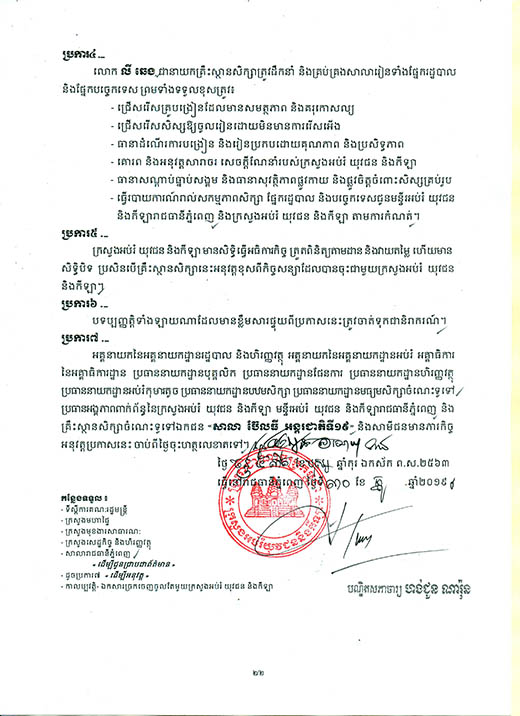 ប្រការ៤ ...
លោក លី ឆេង ជានាយកគ្រឹះស្ថានសិក្សាត្រូវដឹកនាំ និងគ្រប់គ្រងសាលារៀនទាំងផ្នែករដ្ឋបាល
និងផ្នែកបច្ចេកទេស ព្រមទាំងទទួលខុសត្រូវ៖
- ជ្រើសរើសគ្រូបង្រៀនដែលមានសមត្ថភាព និងគរុកោសល្យ
- ជ្រើសរើសសិស្សឱ្យចូលរៀនដោយមិនមានការរើសអើង
- ធានាដំណើរការបង្រៀន និងរៀនប្រកបដោយគុណភាព និងប្រសិទ្ធភាព
- គោរព និងអនុវត្តសារាចរ សេចក្តីណែនាំរបស់ក្រសួងអប់រំ យុវជន និងកីឡា
- ធានាសណ្តាប់ធ្នាប់សង្គម និងធានាសុវត្ថិភាពផ្លូវកាយ និងផ្លូវចិត្តចំពោះសិស្សគ្រប់រូប
- ធ្វើរបាយការណ៍រាល់សកម្មភាពសិក្សា ផ្នែករដ្ឋបាល និងបច្ចេកទេសជូនមន្ទីរអប់រំ យុវជន
និងកីឡារាជធានីភ្នំពេញ និងក្រសួងអប់រំ យុវជន និងកីឡា តាមការកំណត់។
ប្រការ៥ ...
ក្រសួងអប់រំ យុវជន និងកីឡា មានសិទ្ធិធ្វើអធិការកិច្ច ត្រួតពិនិត្យតាមដាន និងវាយតម្លៃ ហើយមាន
សិទ្ធិបិទ ប្រសិនបើគ្រឹះស្ថានសិក្សានេះអនុវត្តខុសពីកិច្ចសន្យាដែលបានចុះជាមួយក្រសួងអប់រំ យុវជន
និងកីឡា។
ប្រការ៦ ...
បទប្បញ្ញត្តិទាំងឡាយណាដែលមានខ្លឹមសារផ្ទុយពីប្រកាសនេះត្រូវចាត់ទុកជានិរាករណ៍។
ប្រការ៧ ...
អគ្គនាយកនៃអគ្គនាយកដ្ឋានរដ្ឋបាល និងហិរញ្ញវត្ថុ អគ្គនាយកនៃអគ្គនាយកដ្ឋានអប់រំ អគ្គាធិការ
នៃអគ្គាធិការដ្ឋាន ប្រធាននាយកដ្ឋានបុគ្គលិក ប្រធាននាយកដ្ឋានផែនការ ប្រធាននាយកដ្ឋានហិរញ្ញវត្ថុ
ប្រធាននាយកដ្ឋានអប់រំកុមារតូច ប្រធាននាយកដ្ឋានបឋមសិក្សា ប្រធាននាយកដ្ឋានមធ្យមសិក្សាចំណេះទូទៅ
ប្រធានអង្គភាពពាក់ព័ន្ធនៃក្រសួងអប់រំ យុវជន និងកីឡា មន្ទីរអប់រំ យុវជន និងកីឡារាជធានីភ្នំពេញ និង
គ្រឹះស្ថានសិក្សាចំណេះទូទៅឯកជន "សាលា ប៊ែលធី អន្តរជាតិទី១៩" និងសាមីជនមានភារកិច្ច
អនុវត្តប្រកាសនេះ ចាប់ពីថ្ងៃចុះហត្ថលេខាតទៅ។
ថ្ងៃ ខែបុស្ស ឆ្នាំកុរ ឯកស័ក ព.ស.២៥៦៣
ធ្វើនៅរាជធានីភ្នំពេញ ថ្ងៃទី ៣០ ខែ ធ្នូ ឆ្នាំ២០១៩
ក្រសួងអប់រំ យុវជន និងកីឡា
កន្លែងទទួល :
- ទីស្តីការគណៈរដ្ឋមន្ត្រី
- ក្រសួងមហាផ្ទៃ
- ក្រសួងមុខងារសាធារណៈ
- ក្រសួងសេដ្ឋកិច្ច និងហិរញ្ញវត្ថុ
- សាលារាជធានីភ្នំពេញ
« ដើម្បីជូនជ្រាបជាព័ត៌មាន »
- ដូចប្រការ៧ « ដើម្បីអនុវត្ត »
- កាលប្បវត្តិ- ឯកសារច្រកចេញចូលតែមួយក្រសួងអប់រំ យុវជន និងកីឡា
បណ្ឌិតសភាចារ្យ ហង់ជួន ណារ៉ុន
២២